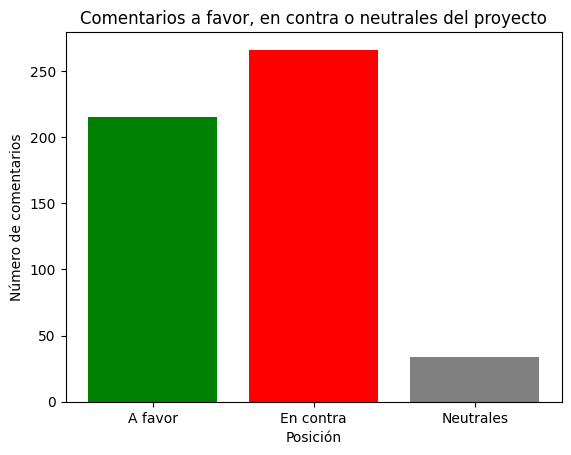 Comentarios a favor, en contra o neutrales del proyecto
Número de comentarios
250
200
150
100
50
0
A favor
En contra
Neutrales
Posición